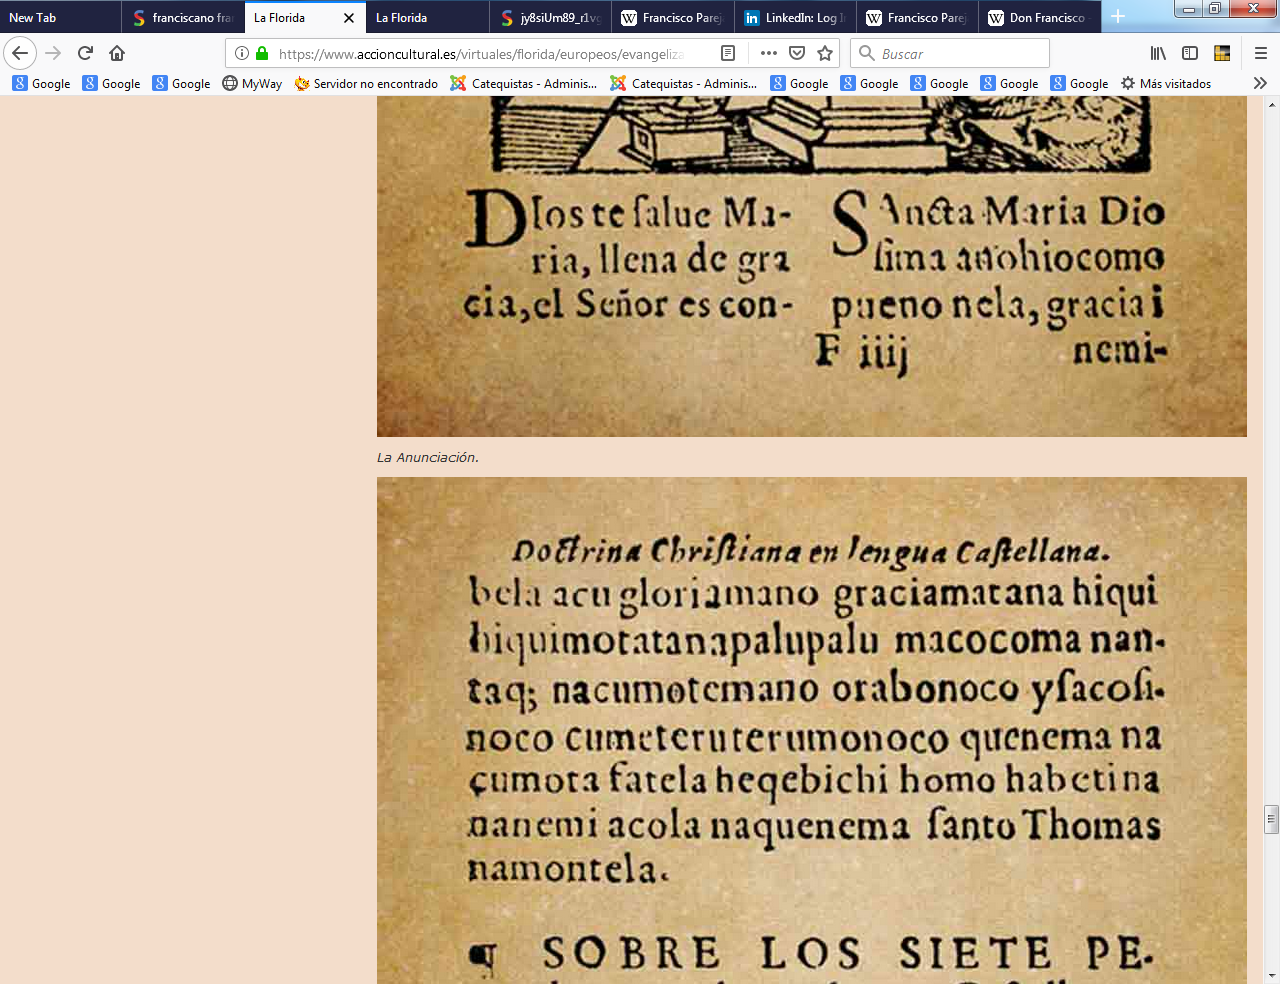 New Tab
franciscano fran
La Florida
La Florida
jy8siUm89_r1vg
Francisco Parej
LinkedIn: Log In
Francisco Parej
Don Francisco
https://www.accioncultural.es/virtuales/florida/europeos/evangeliza
Buscar
Google
Google
Google
MyWay
Servidor no encontrado
Catequistas - Adminis...
Catequistas - Adminis...
Google
Google
Google
Google
Google
Más visitados
DIos te ſalue Ma-
ria, llena de gra
cia, el Señor es con-
SAncta Maria Dio
ſima anohiocomo
pueno nela, gracia i
F iiij nemi-
La Anunciación.
Doctrina Chriſtiana en lengua Caſtellana.
bela acu gloriamano graciamatana hiqui
hiquimotatanapalupalu macocoma nan-
taq; nacumotemano orabonoco yſacoſi-
noco cumeteruterumonoco quenema na
çumota fatela heqebichi homo habetina
nanemi acola naquenema ſanto Thomas
namontela.
¶ SOBRE LOS SIETE PE-